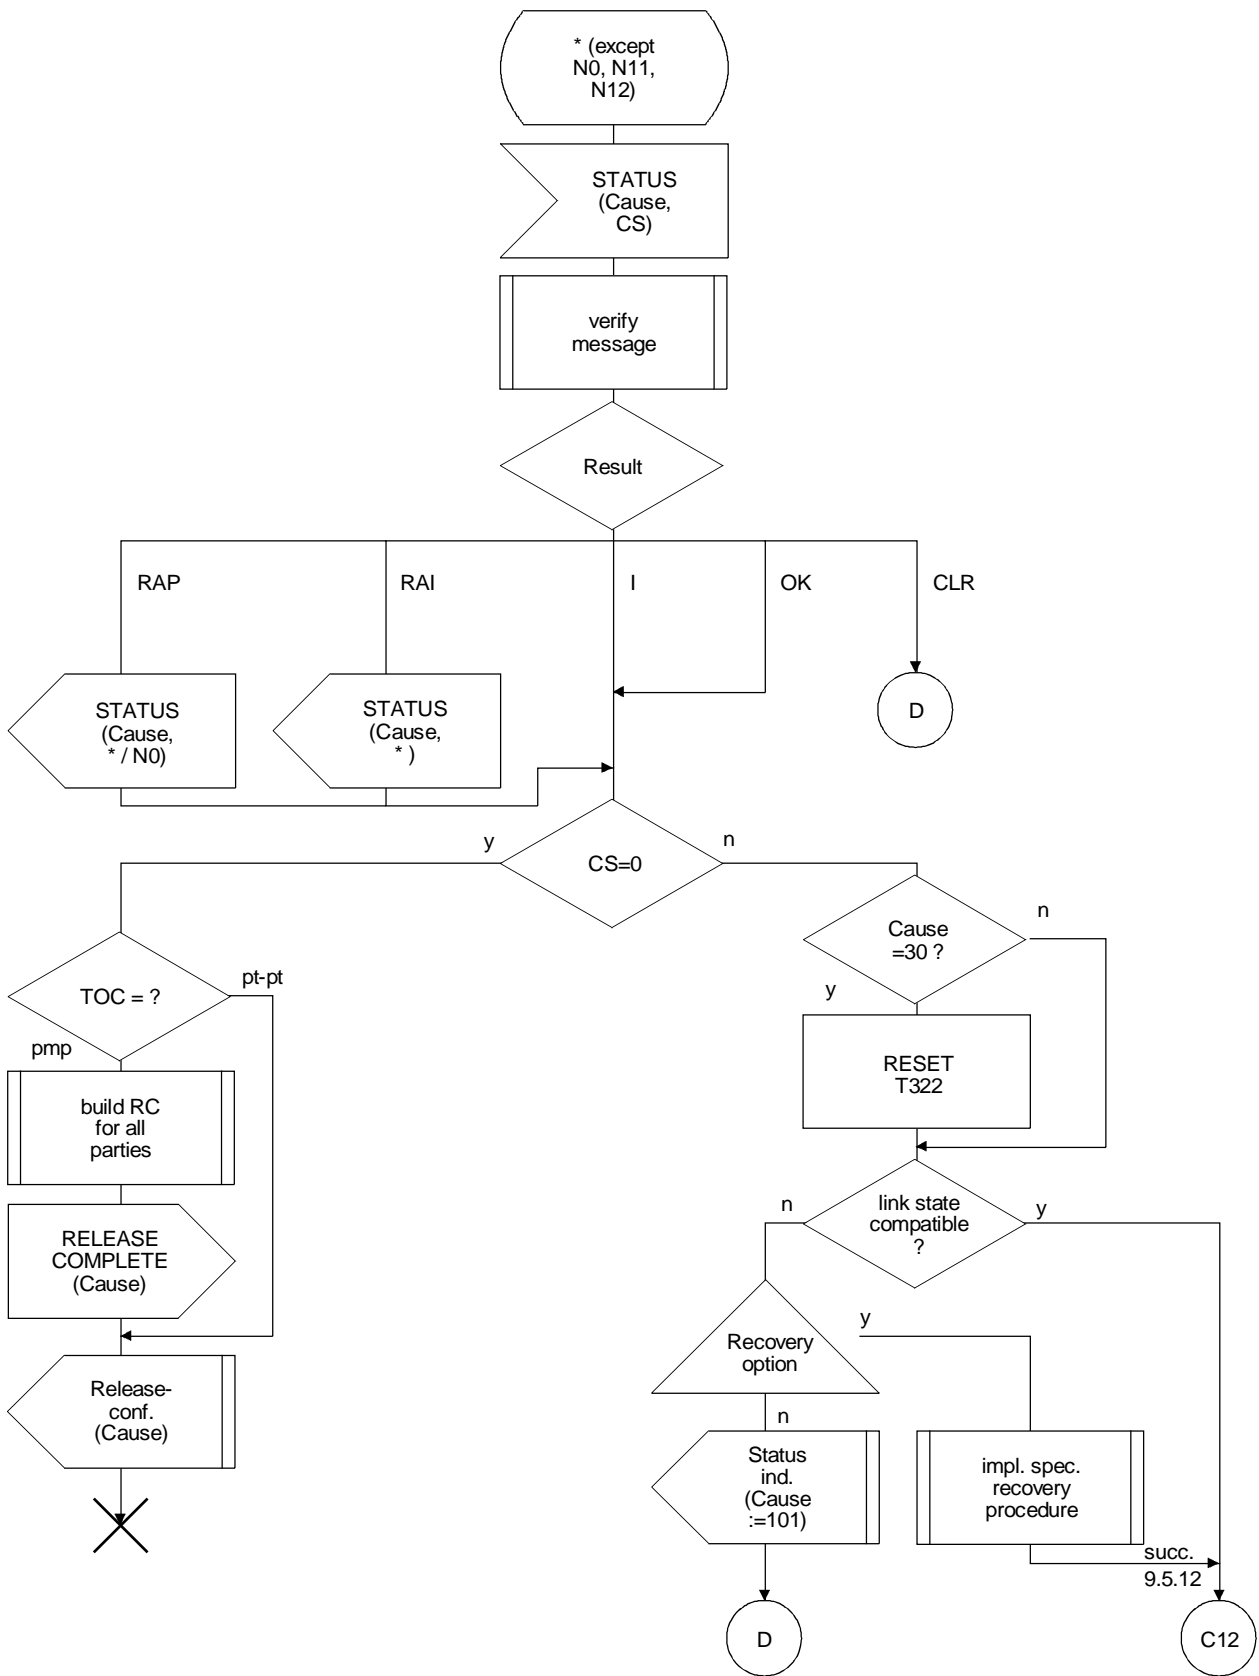 * (except
N0, N11,
N12)
STATUS
(Cause,
CS)
verify
message
Result
RAP
RAI
I
OK
CLR
STATUS
(Cause,
* / N0)
STATUS
(Cause,
* )
D
y
CS=0
n
Cause
=30 ?
n
y
TOC = ?
pt-pt
pmp
RESET
T322
build RC
for all
parties
n
link state
compatible
?
y
RELEASE
COMPLETE
(Cause)
Recovery
option
y
n
Release-
conf.
(Cause)
Status
ind.
(Cause
:=101)
impl. spec.
recovery
procedure
succ.
9.5.12
D
C12